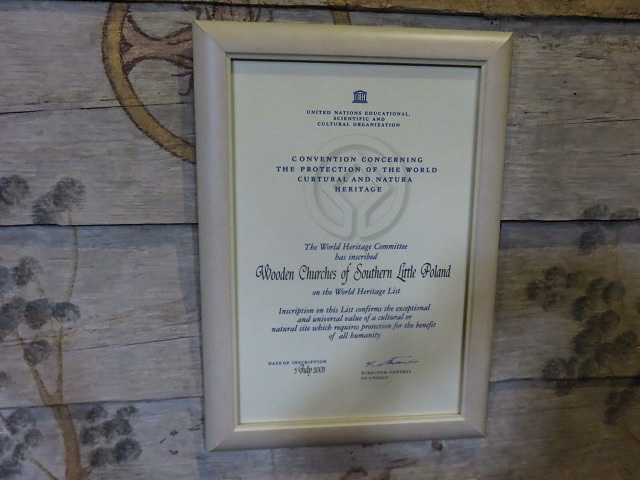 UNITED NATIONS EDUCATIONAL,
SCIENTIFIC AND
CULTURAL ORGANIZATION
CONVENTION CONCERNING
THE PROTECTION OF THE WORLD
CURTURAL AND NATURA
HERITAGE
The World Heritage Committee
has inscribed
Wooden Churches of Southern Little Poland
on the World Heritage List
Inscription on this List confirms the exceptional
and universal value of a cultural or
natural site which requires protection for the benefit
of all humanity
DATE OF INSCRIPTION
5 July 2003
DIRECTOR-GENERAL
OF UNESCO